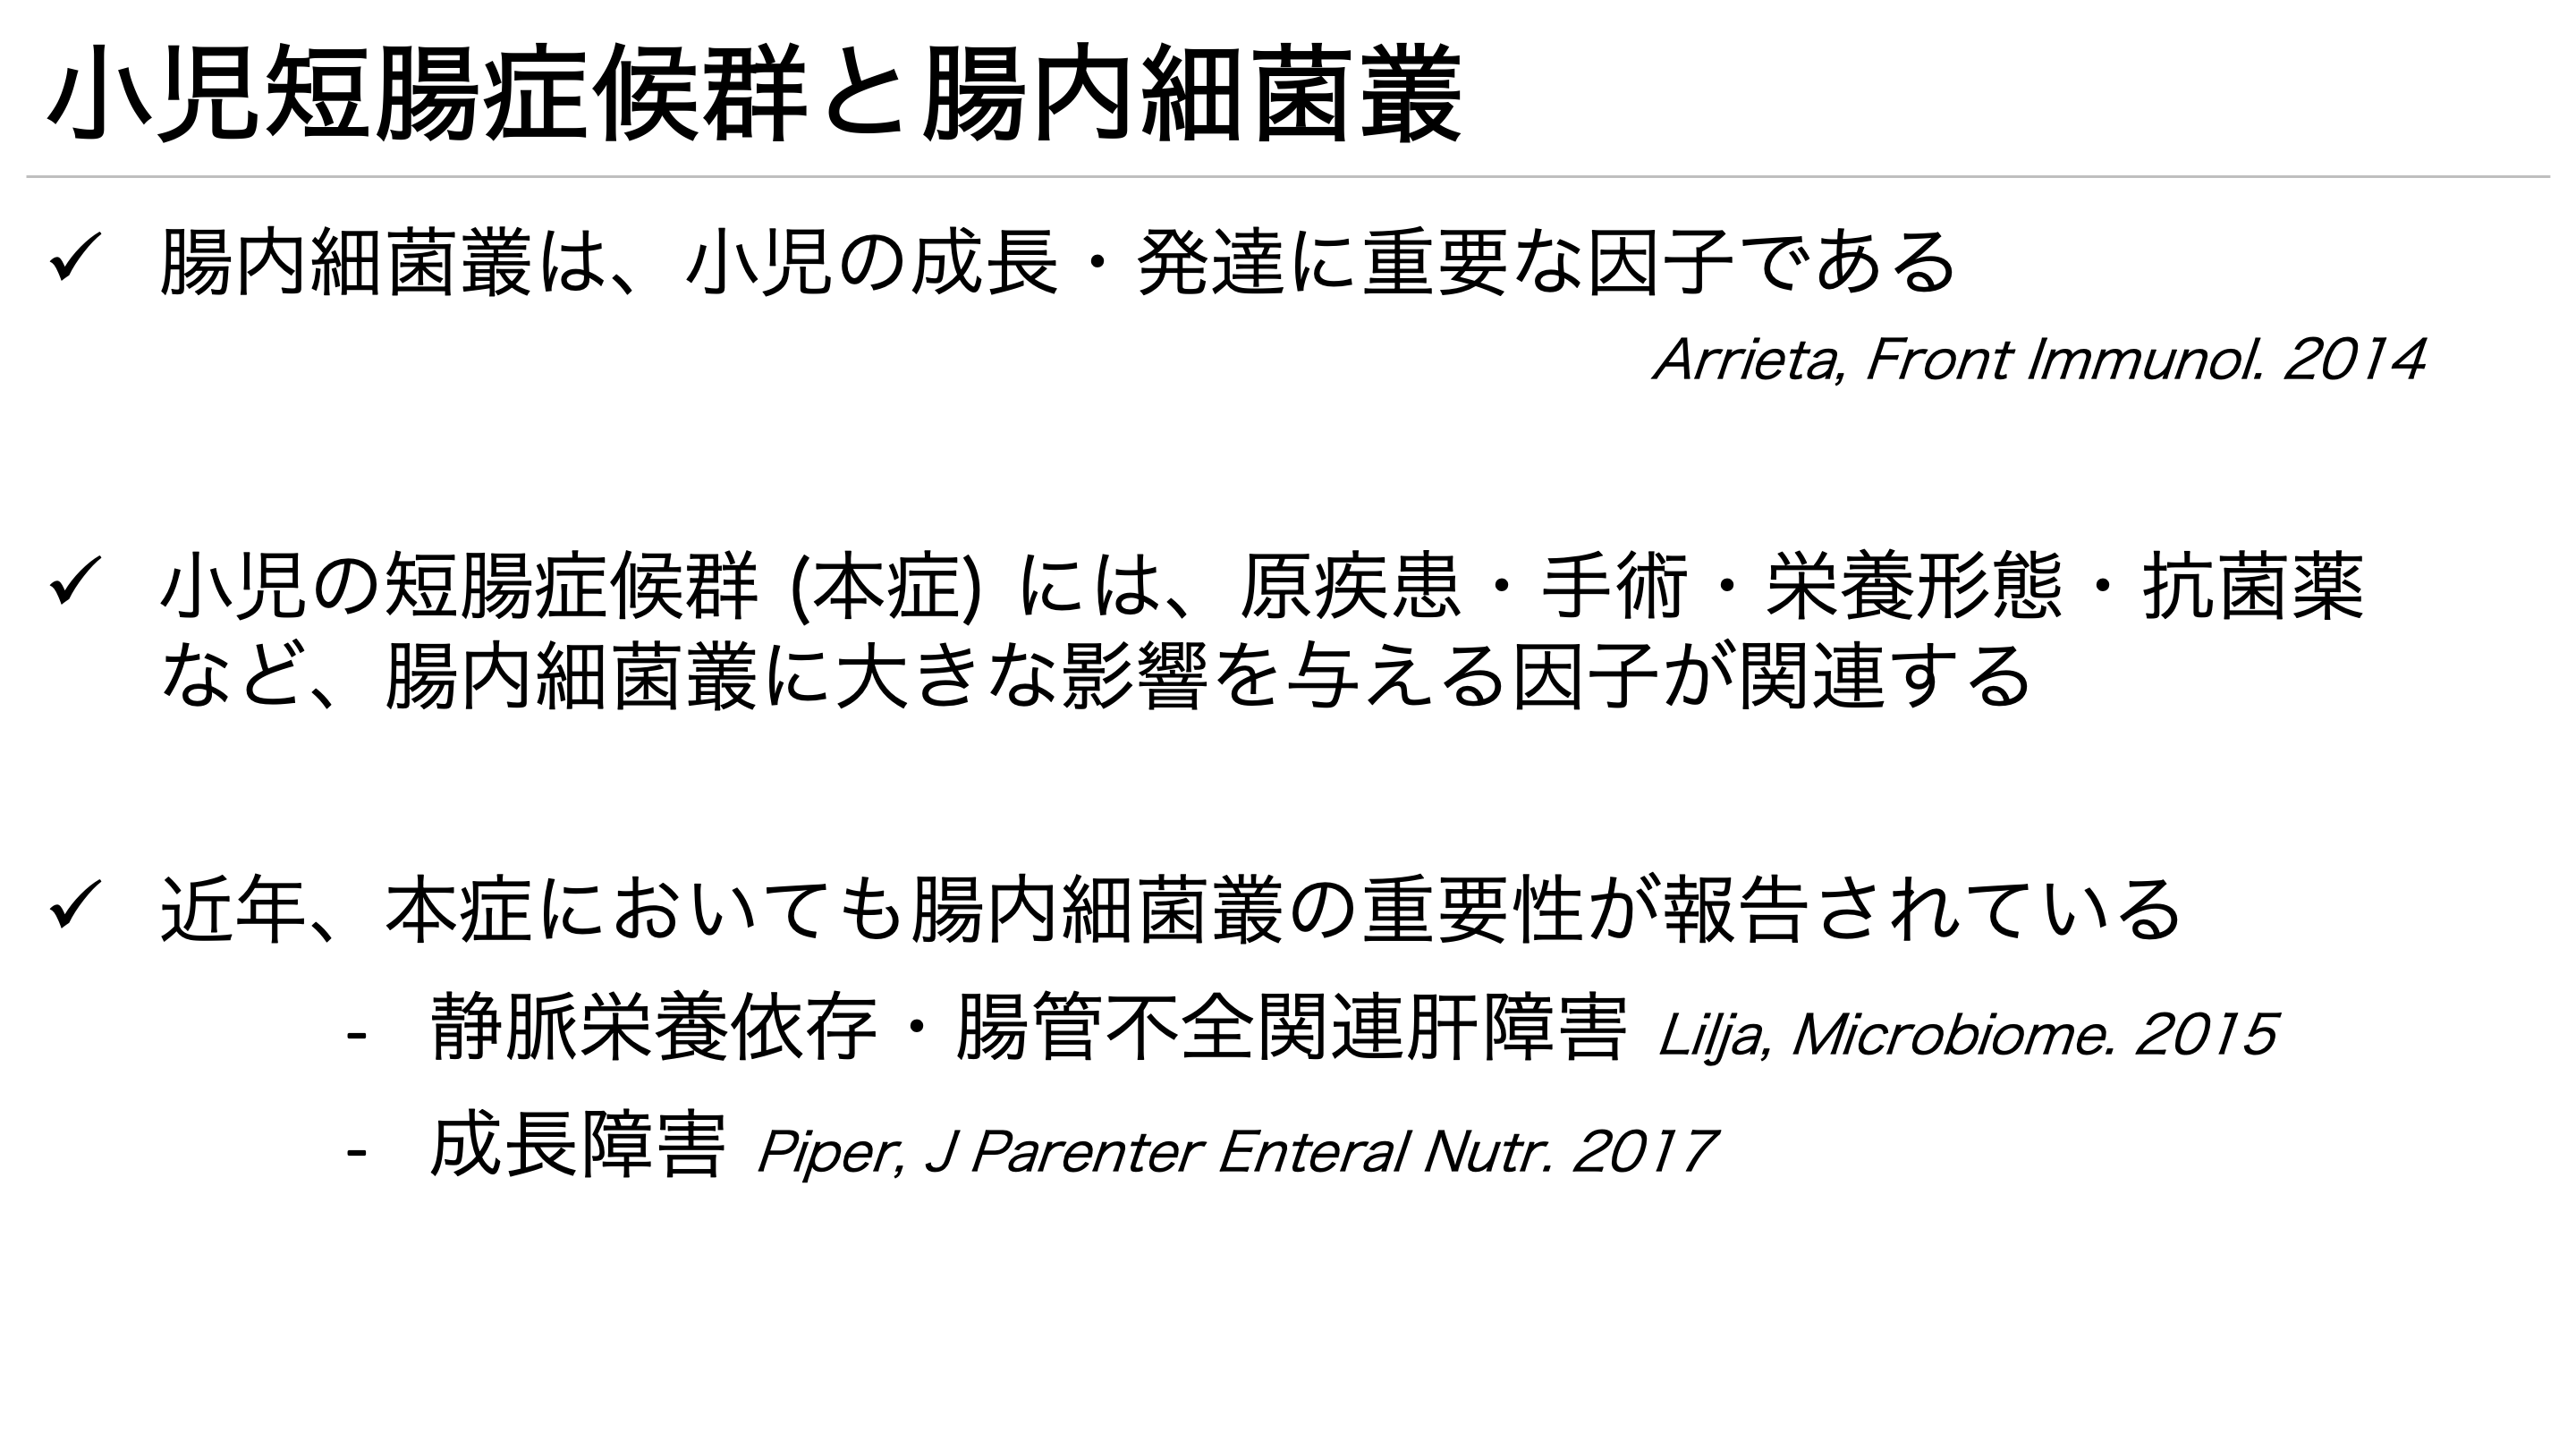 小児短腸症候群と腸内細菌叢
✓ 腸内細菌叢は、小児の成長・発達に重要な因子である
Arrieta, Front Immunol. 2014
✓ 小児の短腸症候群 (本症) には、原疾患・手術・栄養形態・抗菌薬
など、腸内細菌叢に大きな影響を与える因子が関連する
✓ 近年、本症においても腸内細菌叢の重要性が報告されている
- 静脈栄養依存・腸管不全関連肝障害 Lilja, Microbiome. 2015
- 成長障害 Piper, J Parenter Enteral Nutr. 2017